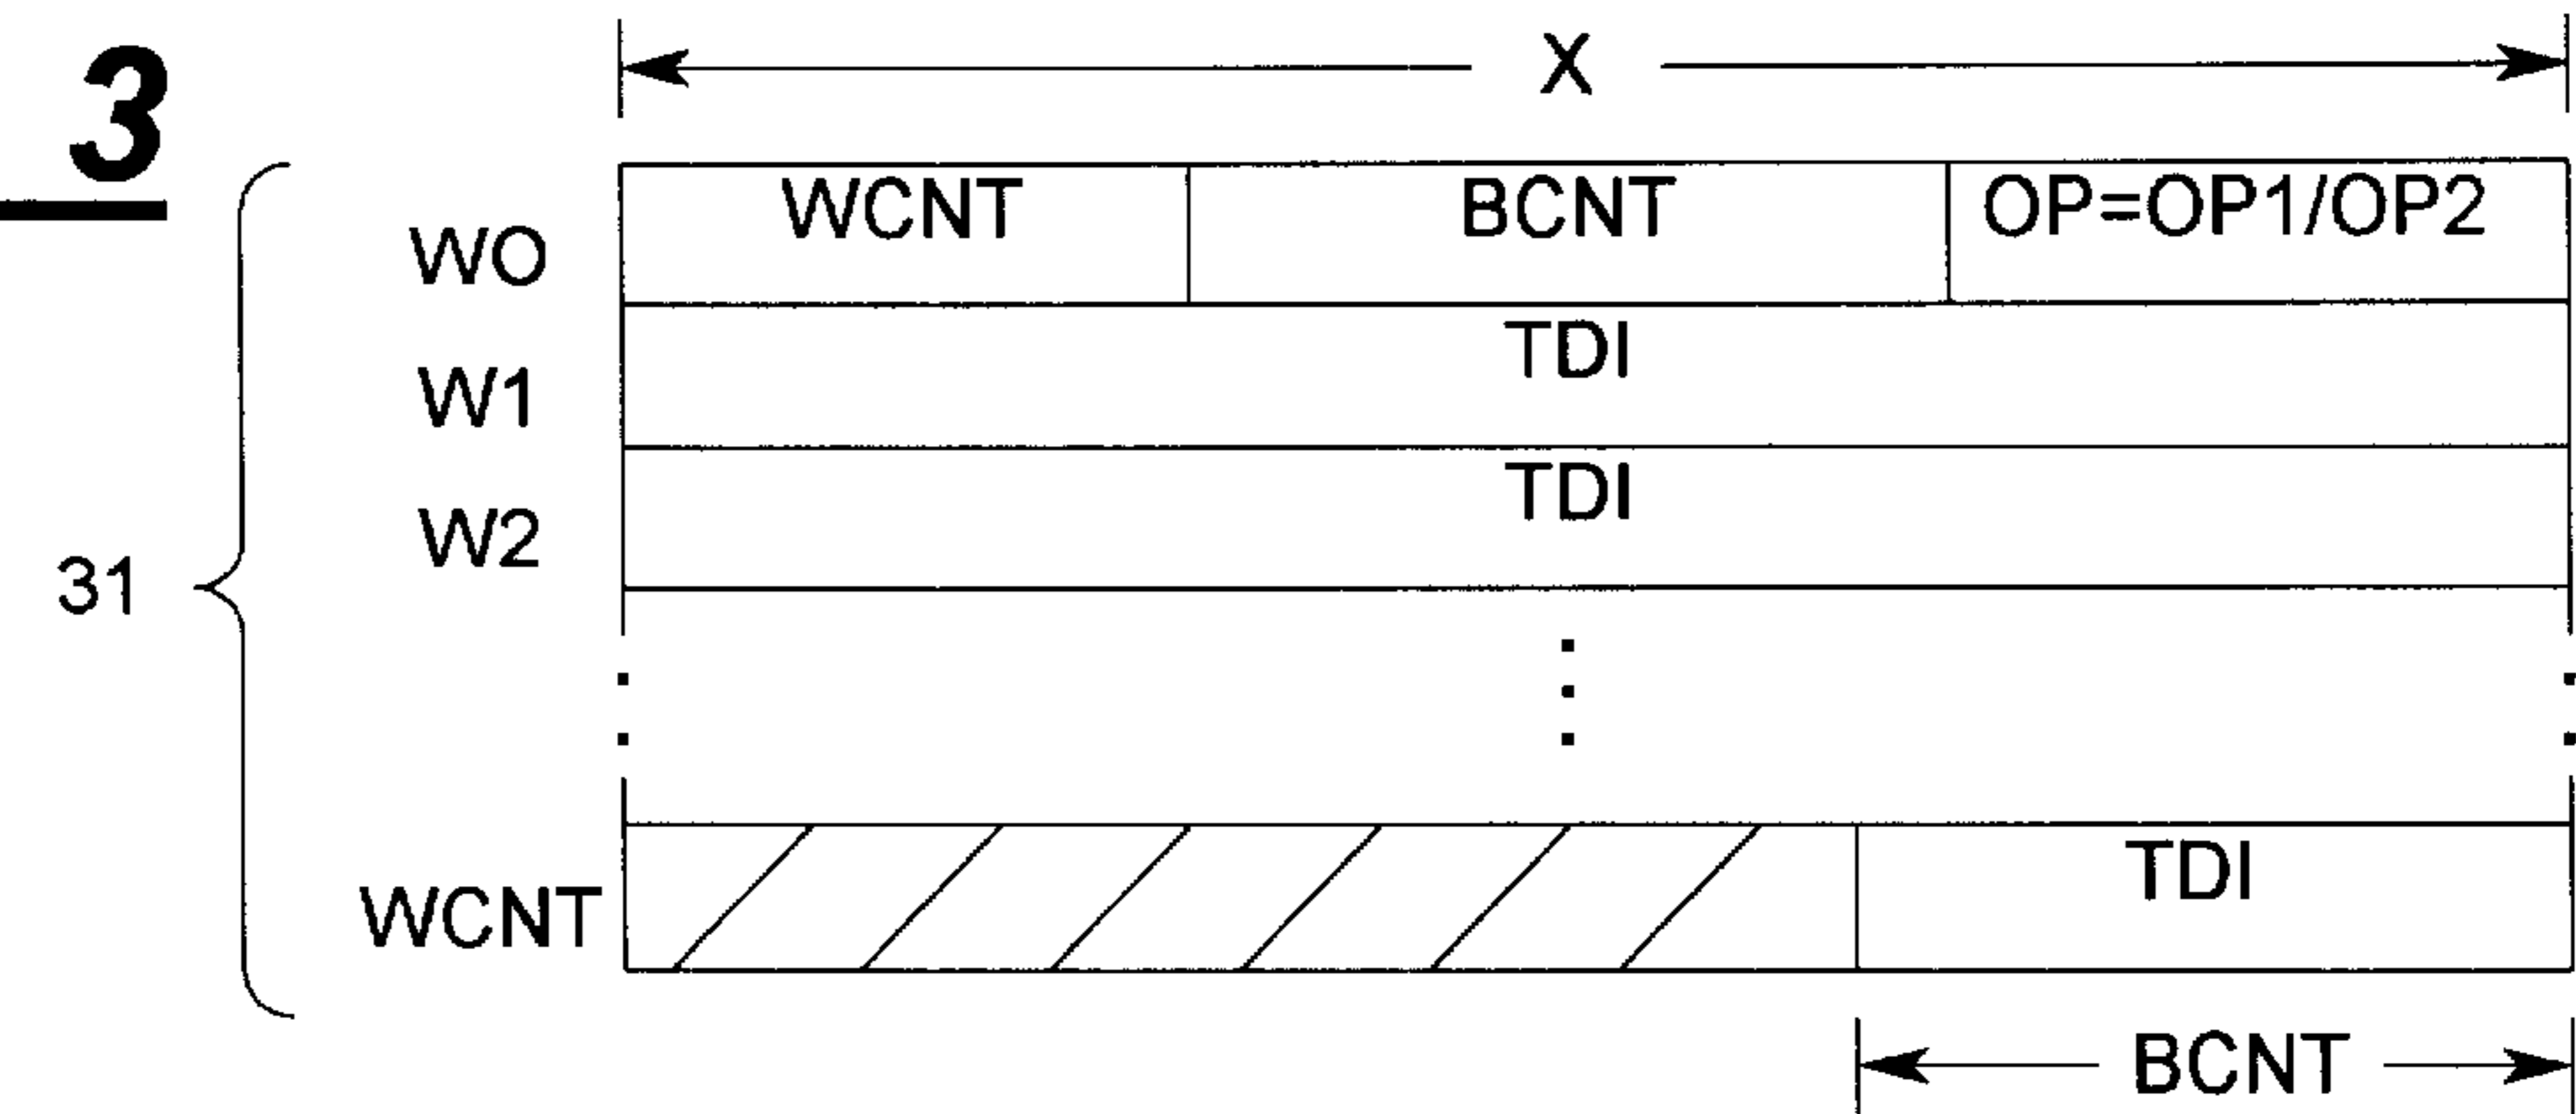 3
X
WCNT BCNT OP=OP1/OP2
WO
TDI
W1
TDI
W2
31
TDI
WCNT
BCNT